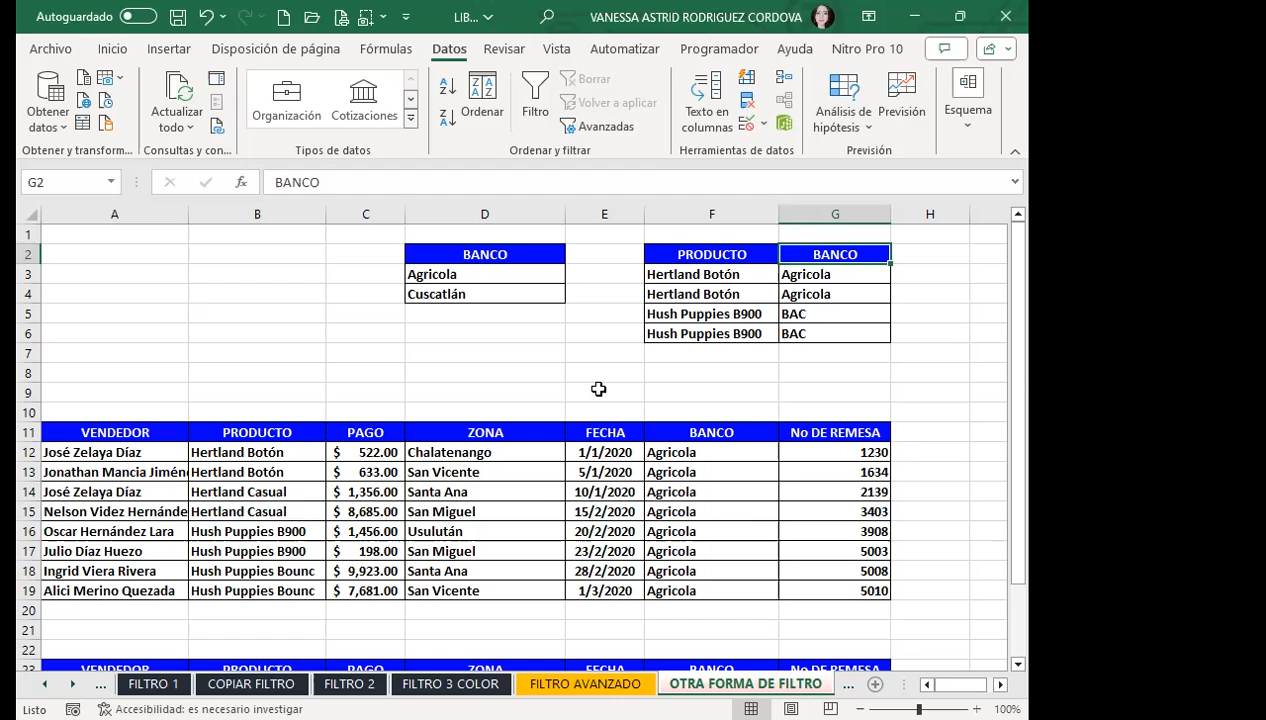 Autoguardado LIB... VANESSA ASTRID RODRIGUEZ CORDOVA
Archivo Inicio Insertar Disposición de página Fórmulas Datos Revisar Vista Automatizar Programador Ayuda Nitro Pro 10
Obtener datos Actualizar todo Organización Cotizaciones Ordenar Filtro Borrar Volver a aplicar Avanzadas Texto en columnas Análisis de hipótesis Previsión Esquema
Obtener y transform... Consultas y con... Tipos de datos Ordenar y filtrar Herramientas de datos Previsión
G2 fx BANCO
A B C D E F G H
1
2 BANCO PRODUCTO BANCO
3 Agricola Hertland Botón Agricola
4 Cuscatlán Hertland Botón Agricola
5 Hush Puppies B900 BAC
6 Hush Puppies B900 BAC
7
8
9
10
11 VENDEDOR PRODUCTO PAGO ZONA FECHA BANCO No DE REMESA
12 José Zelaya Díaz Hertland Botón $ 522.00 Chalatenango 1/1/2020 Agricola 1230
13 Jonathan Mancia Jimén Hertland Botón $ 633.00 San Vicente 5/1/2020 Agricola 1634
14 José Zelaya Díaz Hertland Casual $ 1,356.00 Santa Ana 10/1/2020 Agricola 2139
15 Nelson Videz Hernánde Hertland Casual $ 8,685.00 San Miguel 15/2/2020 Agricola 3403
16 Oscar Hernández Lara Hush Puppies B900 $ 1,456.00 Usulután 20/2/2020 Agricola 3908
17 Julio Díaz Huezo Hush Puppies B900 $ 198.00 San Miguel 23/2/2020 Agricola 5003
18 Ingrid Viera Rivera Hush Puppies Bounc $ 9,923.00 Santa Ana 28/2/2020 Agricola 5008
19 Alici Merino Quezada Hush Puppies Bounc $ 7,681.00 San Vicente 1/3/2020 Agricola 5010
20
21
22
23 VENDEDOR PRODUCTO PAGO ZONA FECHA BANCO No DE REMESA
... FILTRO 1 COPIAR FILTRO FILTRO 2 FILTRO 3 COLOR FILTRO AVANZADO OTRA FORMA DE FILTRO ...
Listo Accesibilidad: es necesario investigar 100%